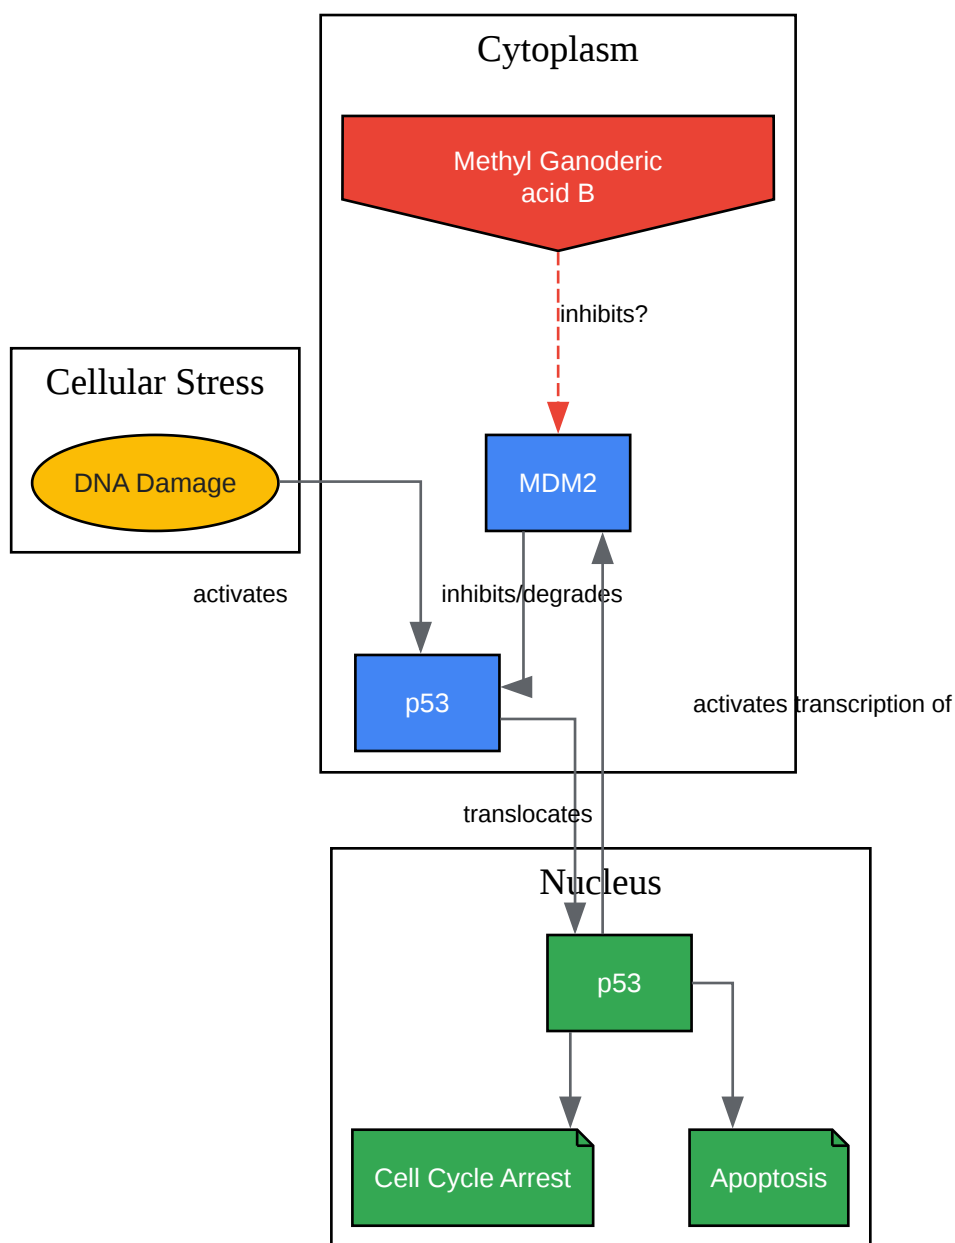 Cytoplasm
Methyl Ganoderic
acid B
inhibits?
Cellular Stress
DNA Damage
MDM2
activates
inhibits/degrades
p53
activates transcription of
translocates
Nucleus
p53
Cell Cycle Arrest
Apoptosis